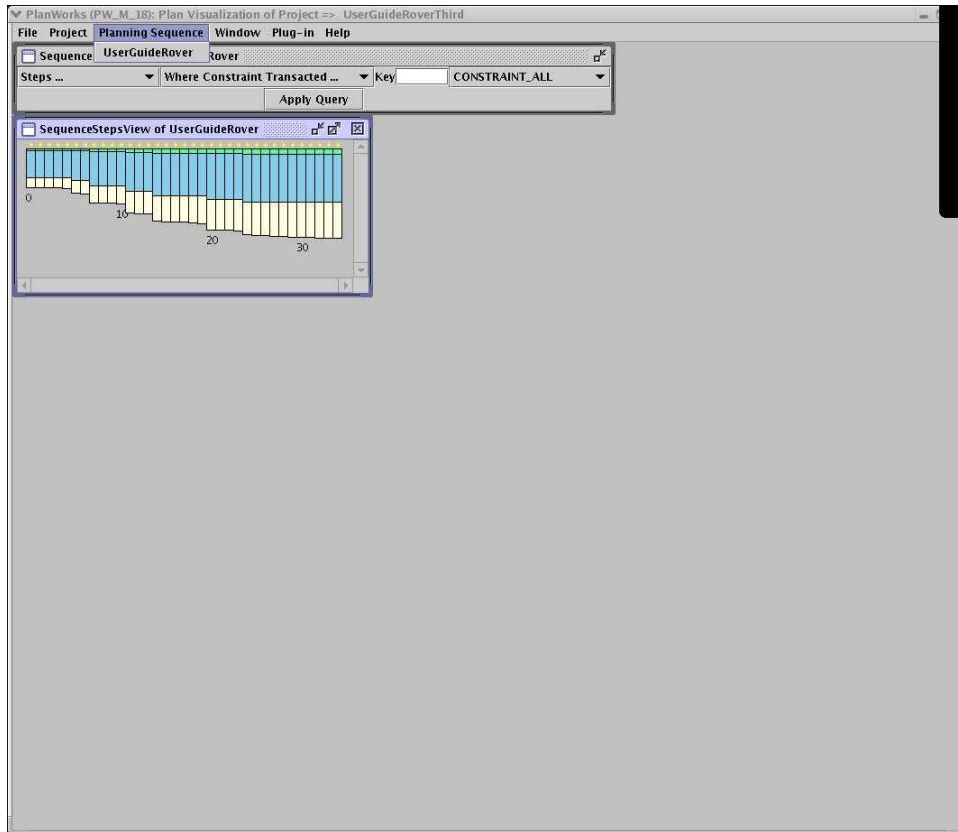 PlanWorks (PW_M_18): Plan Visualization of Project => UserGuideRoverThird
File Project Planning Sequence Window Plug-in Help
UserGuideRover
Sequence Rover
Steps ... Where Constraint Transacted ... Key CONSTRAINT_ALL
Apply Query
SequenceStepsView of UserGuideRover
0
10
20
30